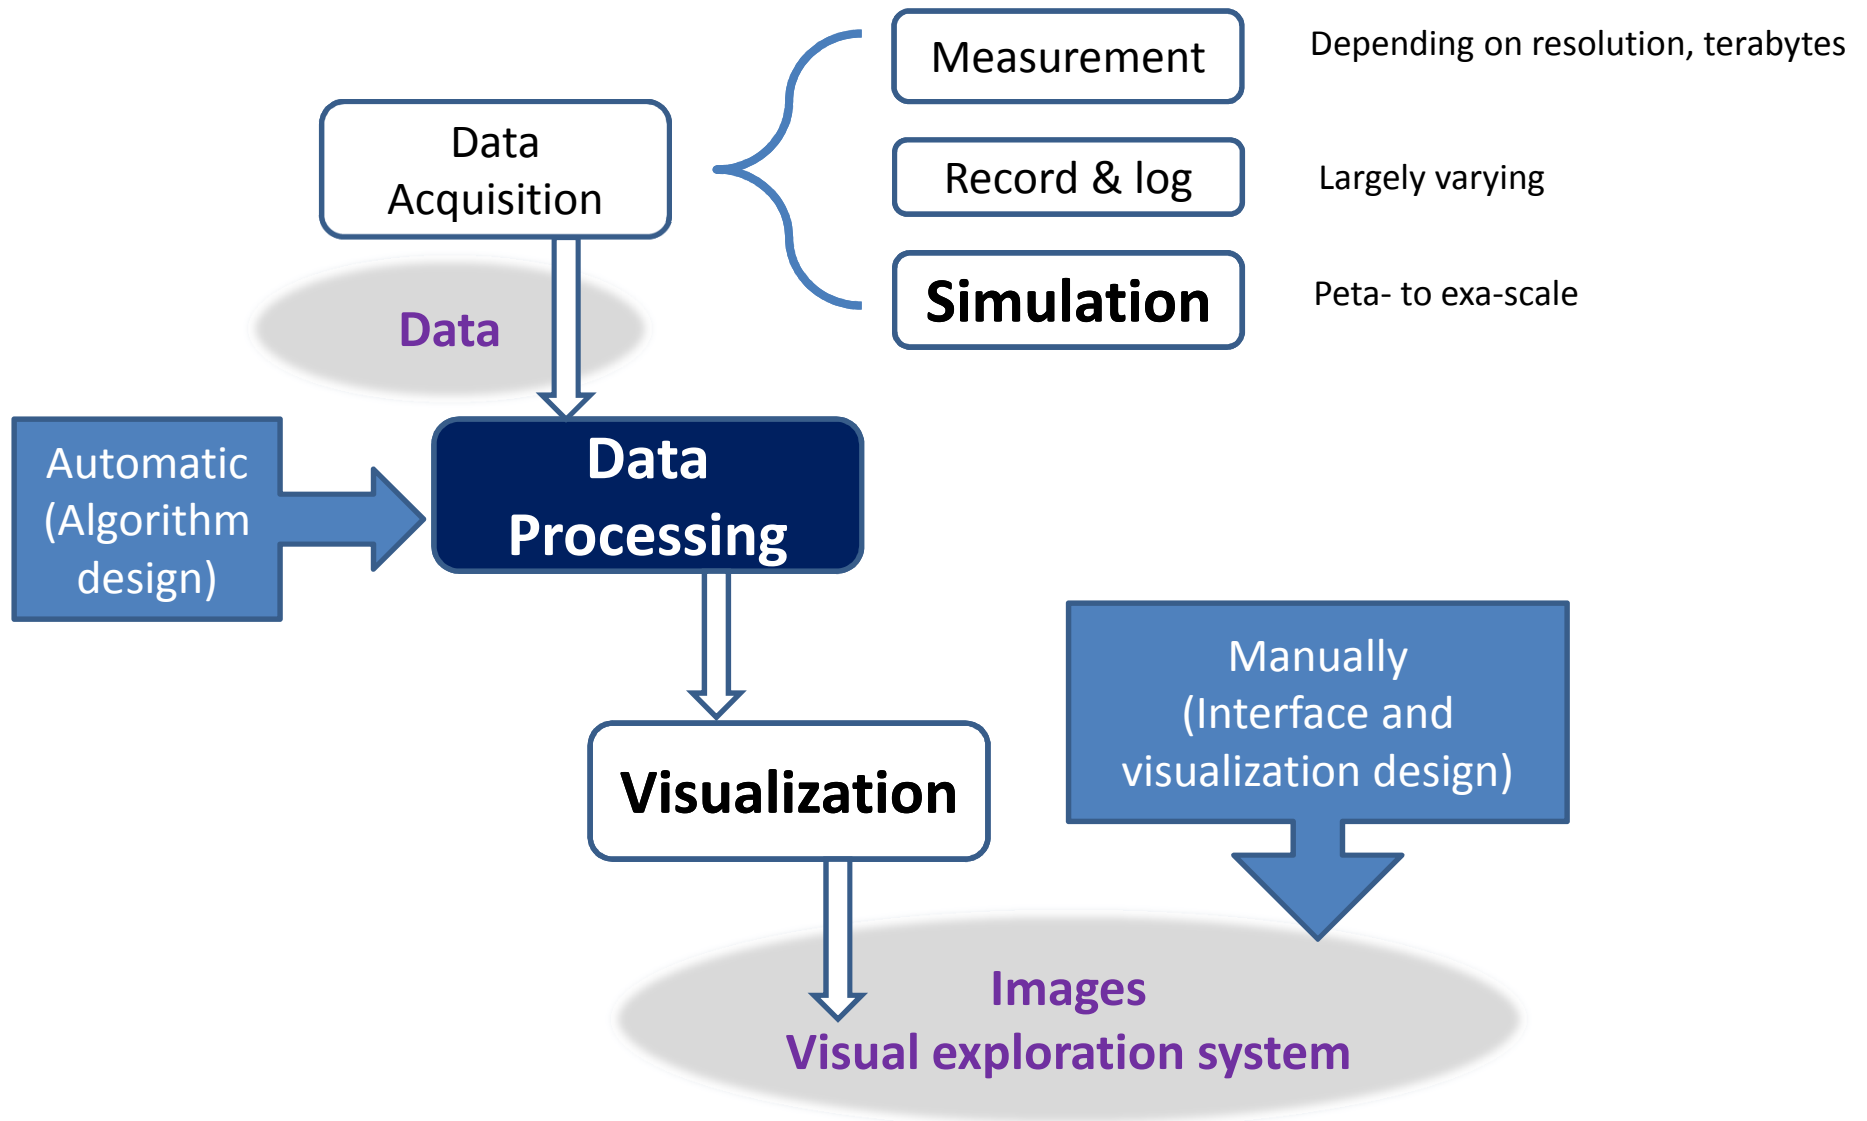 Data
Acquisition
Measurement
Depending on resolution, terabytes
Record & log
Largely varying
Simulation
Peta- to exa-scale
Data
Automatic
(Algorithm
design)
Data
Processing
Visualization
Manually
(Interface and
visualization design)
Images
Visual exploration system